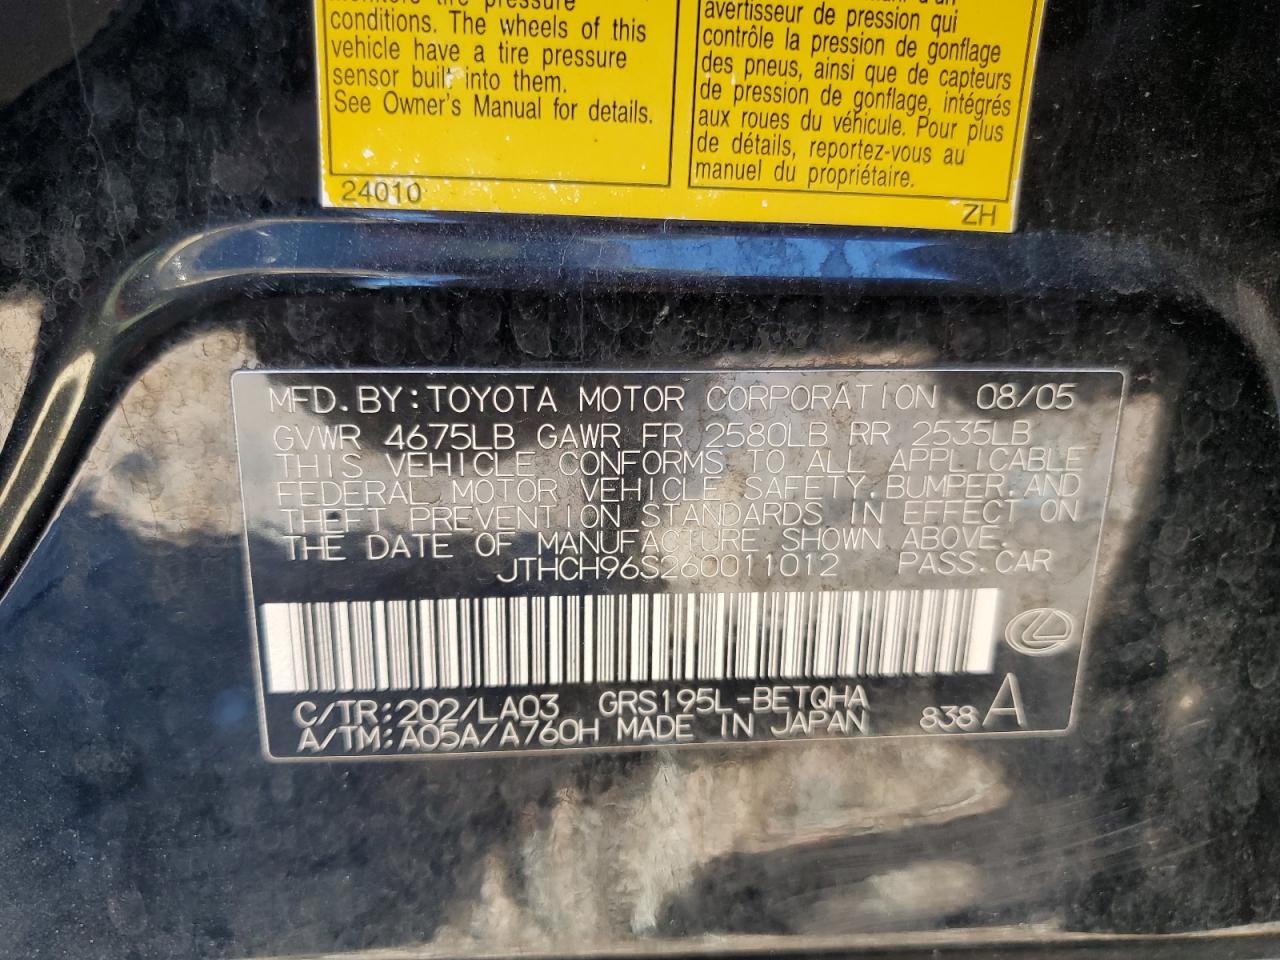 monitors tire pressure
conditions. The wheels of this
vehicle have a tire pressure
sensor built into them.
See Owner's Manual for details.
24010
avertisseur de pression qui
contrôle la pression de gonflage
des pneus, ainsi que de capteurs
de pression de gonflage, intégrés
aux roues du véhicule. Pour plus
de détails, reportez-vous au
manuel du propriétaire.
ZH
MFD. BY: TOYOTA MOTOR CORPORATION 08/05
GVWR 4675LB GAWR FR 2580LB RR 2535LB
THIS VEHICLE CONFORMS TO ALL APPLICABLE
FEDERAL MOTOR VEHICLE SAFETY, BUMPER, AND
THEFT PREVENTION STANDARDS IN EFFECT ON
THE DATE OF MANUFACTURE SHOWN ABOVE.
JTHCH96S260011012 PASS. CAR
C/TR: 202/LA03 GRS195L-BETQHA
A/TM: A05A/A760H MADE IN JAPAN 838 A